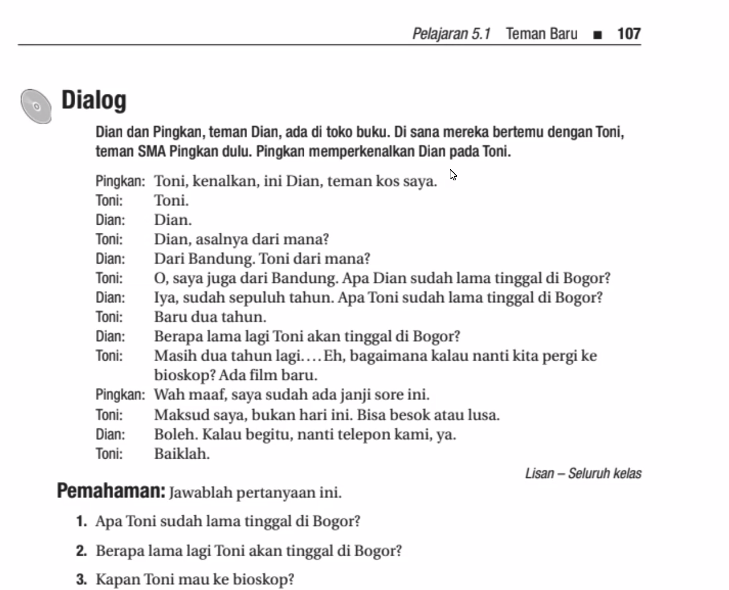 Pelajaran 5.1 Teman Baru ■ 107
Dialog
Dian dan Pingkan, teman Dian, ada di toko buku. Di sana mereka bertemu dengan Toni,
teman SMA Pingkan dulu. Pingkan memperkenalkan Dian pada Toni.
Pingkan: Toni, kenalkan, ini Dian, teman kos saya.
Toni: Toni.
Dian: Dian.
Toni: Dian, asalnya dari mana?
Dian: Dari Bandung. Toni dari mana?
Toni: O, saya juga dari Bandung. Apa Dian sudah lama tinggal di Bogor?
Dian: Iya, sudah sepuluh tahun. Apa Toni sudah lama tinggal di Bogor?
Toni: Baru dua tahun.
Dian: Berapa lama lagi Toni akan tinggal di Bogor?
Toni: Masih dua tahun lagi....Eh, bagaimana kalau nanti kita pergi ke
bioskop? Ada film baru.
Pingkan: Wah maaf, saya sudah ada janji sore ini.
Toni: Maksud saya, bukan hari ini. Bisa besok atau lusa.
Dian: Boleh. Kalau begitu, nanti telepon kami, ya.
Toni: Baiklah.
Lisan – Seluruh kelas
Pemahaman: Jawablah pertanyaan ini.
1. Apa Toni sudah lama tinggal di Bogor?
2. Berapa lama lagi Toni akan tinggal di Bogor?
3. Kapan Toni mau ke bioskop?